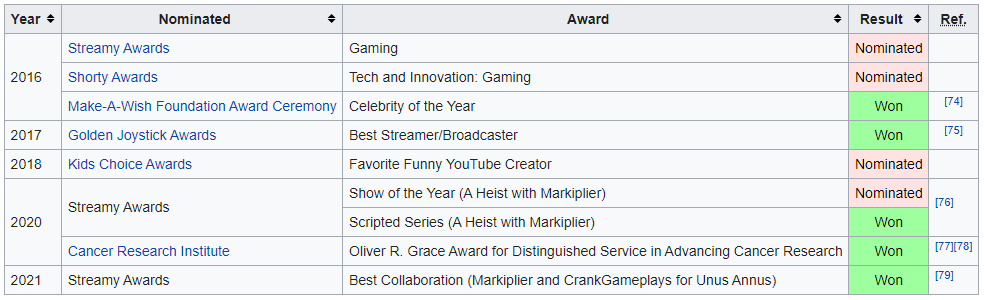 Year Nominated Award Result Ref.
2016 Streamy Awards Gaming Nominated
Shorty Awards Tech and Innovation: Gaming Nominated
Make-A-Wish Foundation Award Ceremony Celebrity of the Year Won [74]
2017 Golden Joystick Awards Best Streamer/Broadcaster Won [75]
2018 Kids Choice Awards Favorite Funny YouTube Creator Nominated
2020 Streamy Awards Show of the Year (A Heist with Markiplier) Nominated [76]
Scripted Series (A Heist with Markiplier) Won
Cancer Research Institute Oliver R. Grace Award for Distinguished Service in Advancing Cancer Research Won [77][78]
2021 Streamy Awards Best Collaboration (Markiplier and CrankGameplays for Unus Annus) Won [79]